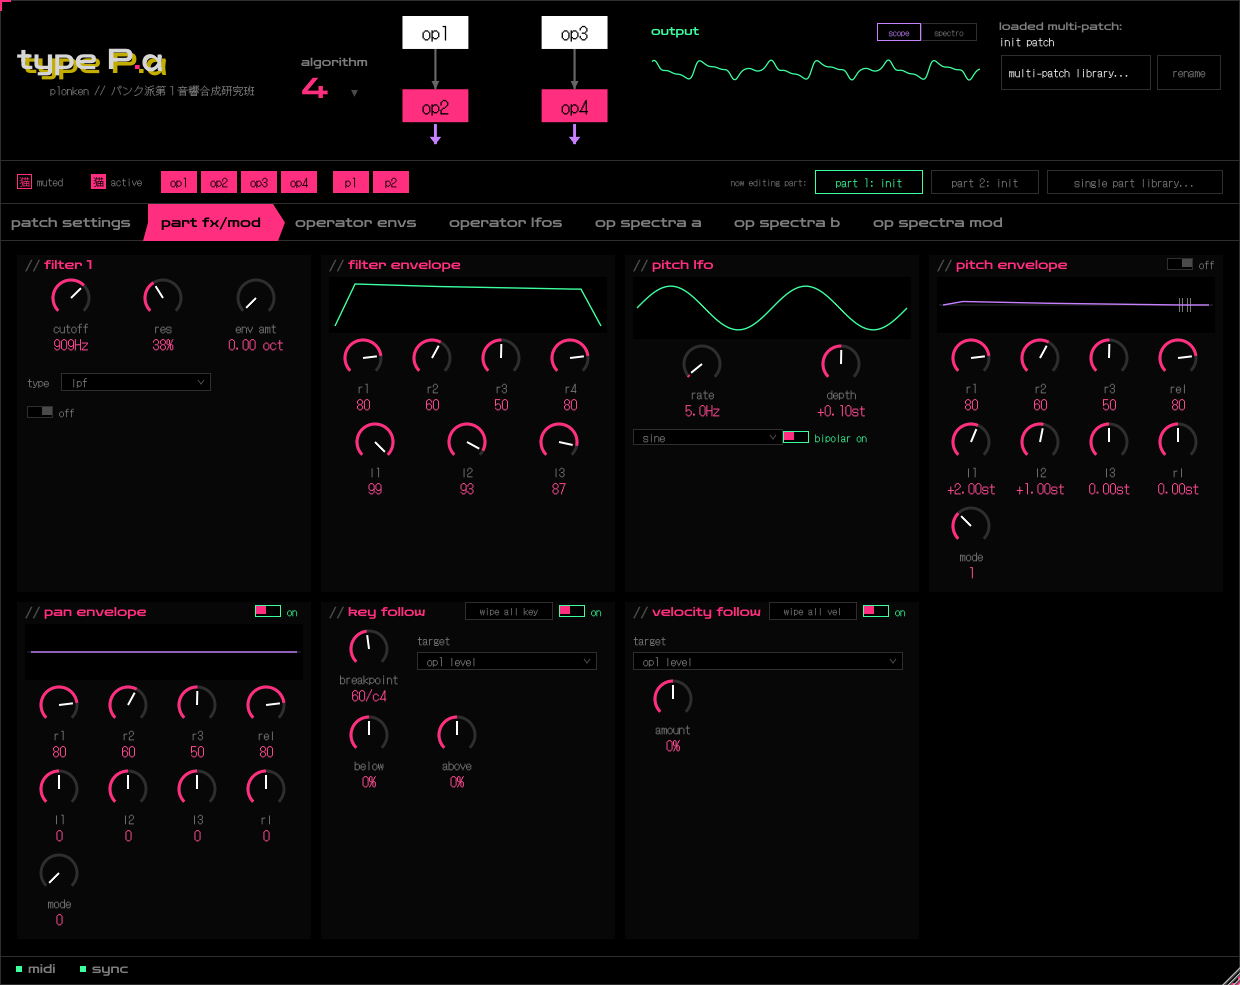 type P.a
plonken // パンク派第1音響合成研究班
algorithm
4
op1
op3
op2
op4
output
scope
spectro
loaded multi-patch:
init patch
multi-patch library...
rename
猫 muted
猫 active
op1 op2 op3 op4
p1 p2
now editing part:
part 1: init
part 2: init
single part library...
patch settings
part fx/mod
operator envs
operator lfos
op spectra a
op spectra b
op spectra mod
// filter 1
cutoff res env amt
909Hz 38% 0.00 oct
type lpf
off
// filter envelope
r1 r2 r3 r4
80 60 50 80
l1 l2 l3
99 93 87
// pitch lfo
rate depth
5.0Hz +0.10st
sine
bipolar on
// pitch envelope
off
r1 r2 r3 rel
80 60 50 80
l1 l2 l3 rl
+2.00st +1.00st 0.00st 0.00st
mode
1
// pan envelope
on
r1 r2 r3 rel
80 60 50 80
l1 l2 l3 rl
0 0 0 0
mode
0
// key follow
wipe all key
on
target
op1 level
breakpoint
60/c4
below above
0% 0%
// velocity follow
wipe all vel
on
target
op1 level
amount
0%
midi
sync